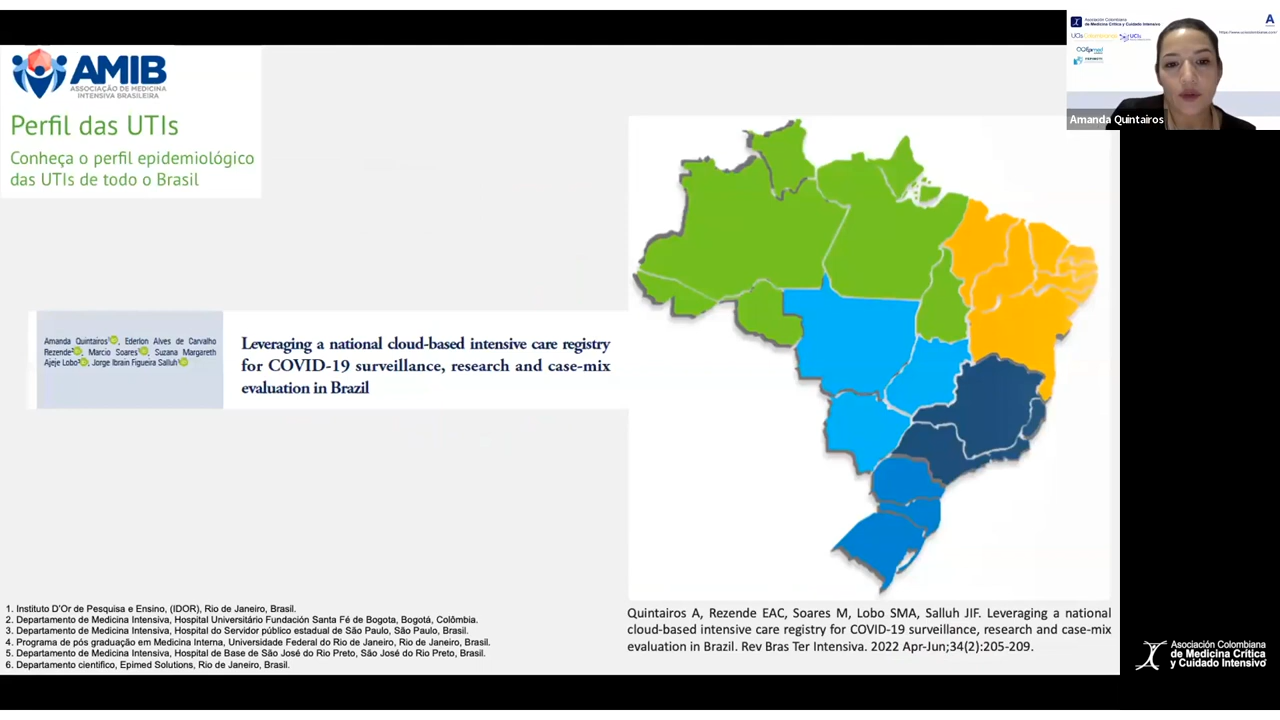 AMIB
ASSOCIAÇÃO DE MEDICINA
INTENSIVA BRASILEIRA
Perfil das UTIs
Conheça o perfil epidemiológico
das UTIs de todo o Brasil
Amanda Quintairos, Ederlon Alves de Carvalho
Rezende, Marcio Soares, Suzana Margareth
Ajeje Lobo, Jorge Ibrain Figueira Salluh
Leveraging a national cloud-based intensive care registry
for COVID-19 surveillance, research and case-mix
evaluation in Brazil
1. Instituto D'Or de Pesquisa e Ensino, (IDOR), Rio de Janeiro, Brasil.
2. Departamento de Medicina Intensiva, Hospital Universitário Fundación Santa Fé de Bogota, Bogotá, Colômbia.
3. Departamento de Medicina Intensiva, Hospital do Servidor público estadual de São Paulo, São Paulo, Brasil.
4. Programa de pós graduação em Medicina Interna, Universidade Federal do Rio de Janeiro, Rio de Janeiro, Brasil.
5. Departamento de Medicina Intensiva, Hospital de Base de São José do Rio Preto, São José do Rio Preto, Brasil.
6. Departamento cientifico, Epimed Solutions, Rio de Janeiro, Brasil.
Quintairos A, Rezende EAC, Soares M, Lobo SMA, Salluh JIF. Leveraging a national
cloud-based intensive care registry for COVID-19 surveillance, research and case-mix
evaluation in Brazil. Rev Bras Ter Intensiva. 2022 Apr-Jun;34(2):205-209.
Asociación Colombiana
de Medicina Crítica y Cuidado Intensivo
A
Amanda Quintairos
Asociación Colombiana
de Medicina Crítica
y Cuidado Intensivo